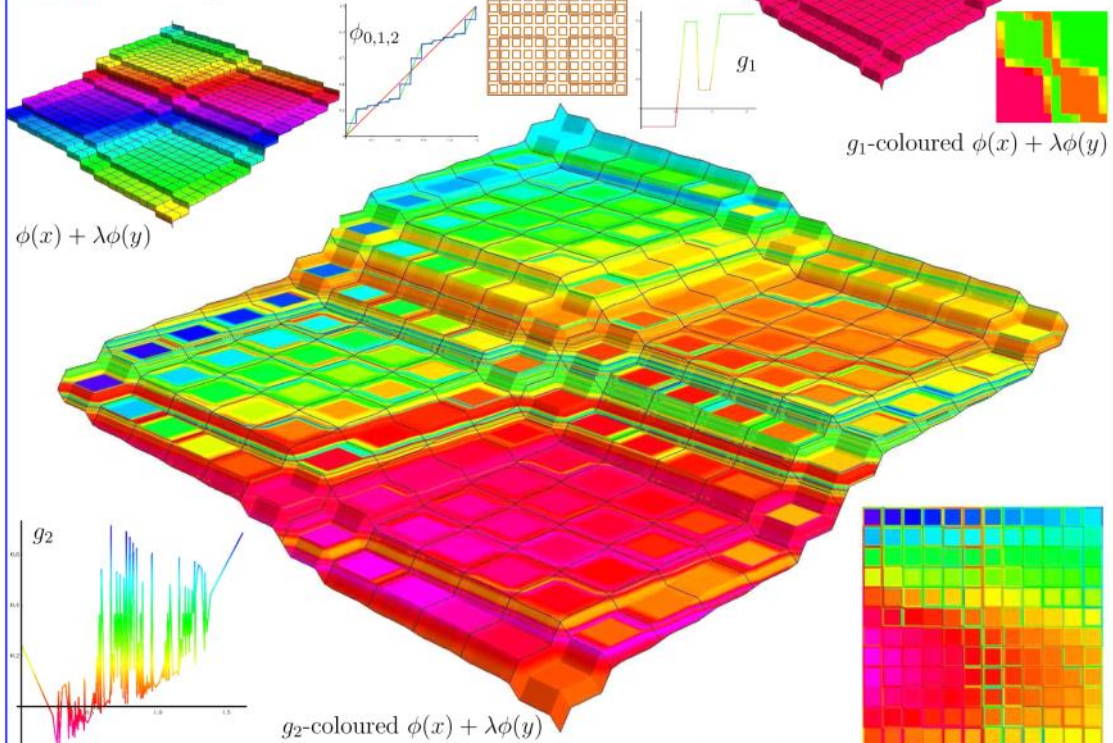 ϕ0,1,2
g1
g1-coloured ϕ(x) + λϕ(y)
ϕ(x) + λϕ(y)
g2
g2-coloured ϕ(x) + λϕ(y)